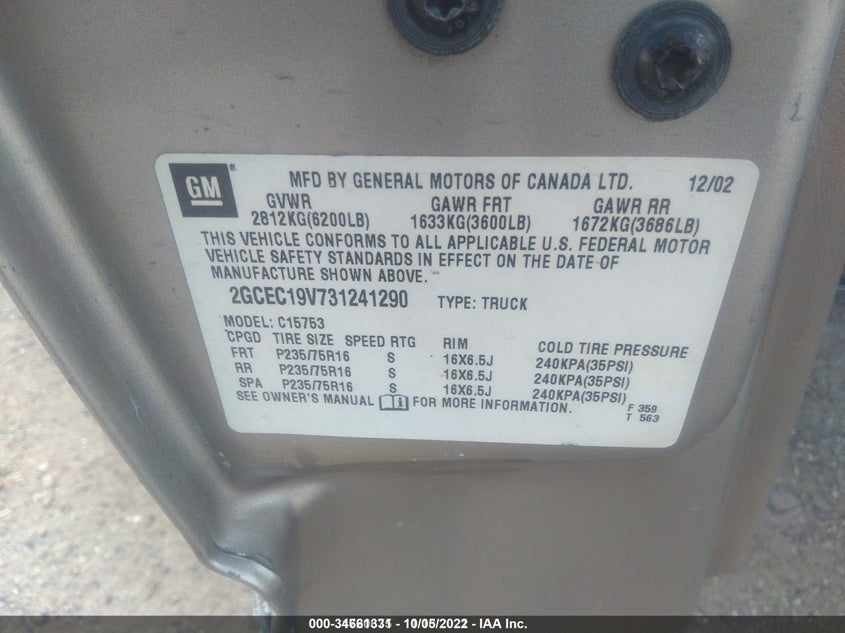 GM ® MFD BY GENERAL MOTORS OF CANADA LTD. 12/02
GVWR GAWR FRT GAWR RR
2812KG(6200LB) 1633KG(3600LB) 1672KG(3686LB)
THIS VEHICLE CONFORMS TO ALL APPLICABLE U.S. FEDERAL MOTOR
VEHICLE SAFETY STANDARDS IN EFFECT ON THE DATE OF
MANUFACTURE SHOWN ABOVE.
2GCEC19V731241290 TYPE: TRUCK
MODEL: C15753
CPGD TIRE SIZE SPEED RTG RIM COLD TIRE PRESSURE
FRT P235/75R16 S 16X6.5J 240KPA(35PSI)
RR P235/75R16 S 16X6.5J 240KPA(35PSI)
SPA P235/75R16 S 16X6.5J 240KPA(35PSI)
SEE OWNER'S MANUAL FOR MORE INFORMATION. F 359
T 563
- 10/05/2022 - IAA Inc.